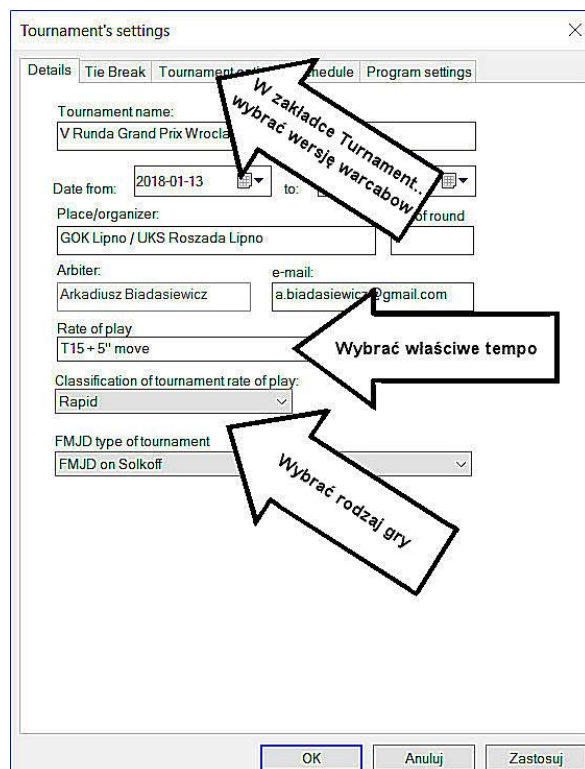 Tournament's settings
Details Tie Break Tournament Schedule Program settings
W zakładce Turnament..
wybrać wersję warcabow
Tournament name:
V Runda Grand Prix
Date from: 2018-01-13 to:
Place/organizer: of round
GOK Lipno / UKS Roszada Lipno
Arbiter: e-mail:
Arkadiusz Biadasiewicz a.biadasiewicz@gmail.com
Rate of play
T15 + 5" move
Wybrać właściwe tempo
Classification of tournament rate of play:
Rapid
FMJD type of tournament
FMJD on Solkoff
Wybrać rodzaj gry
OK Anuluj Zastosuj